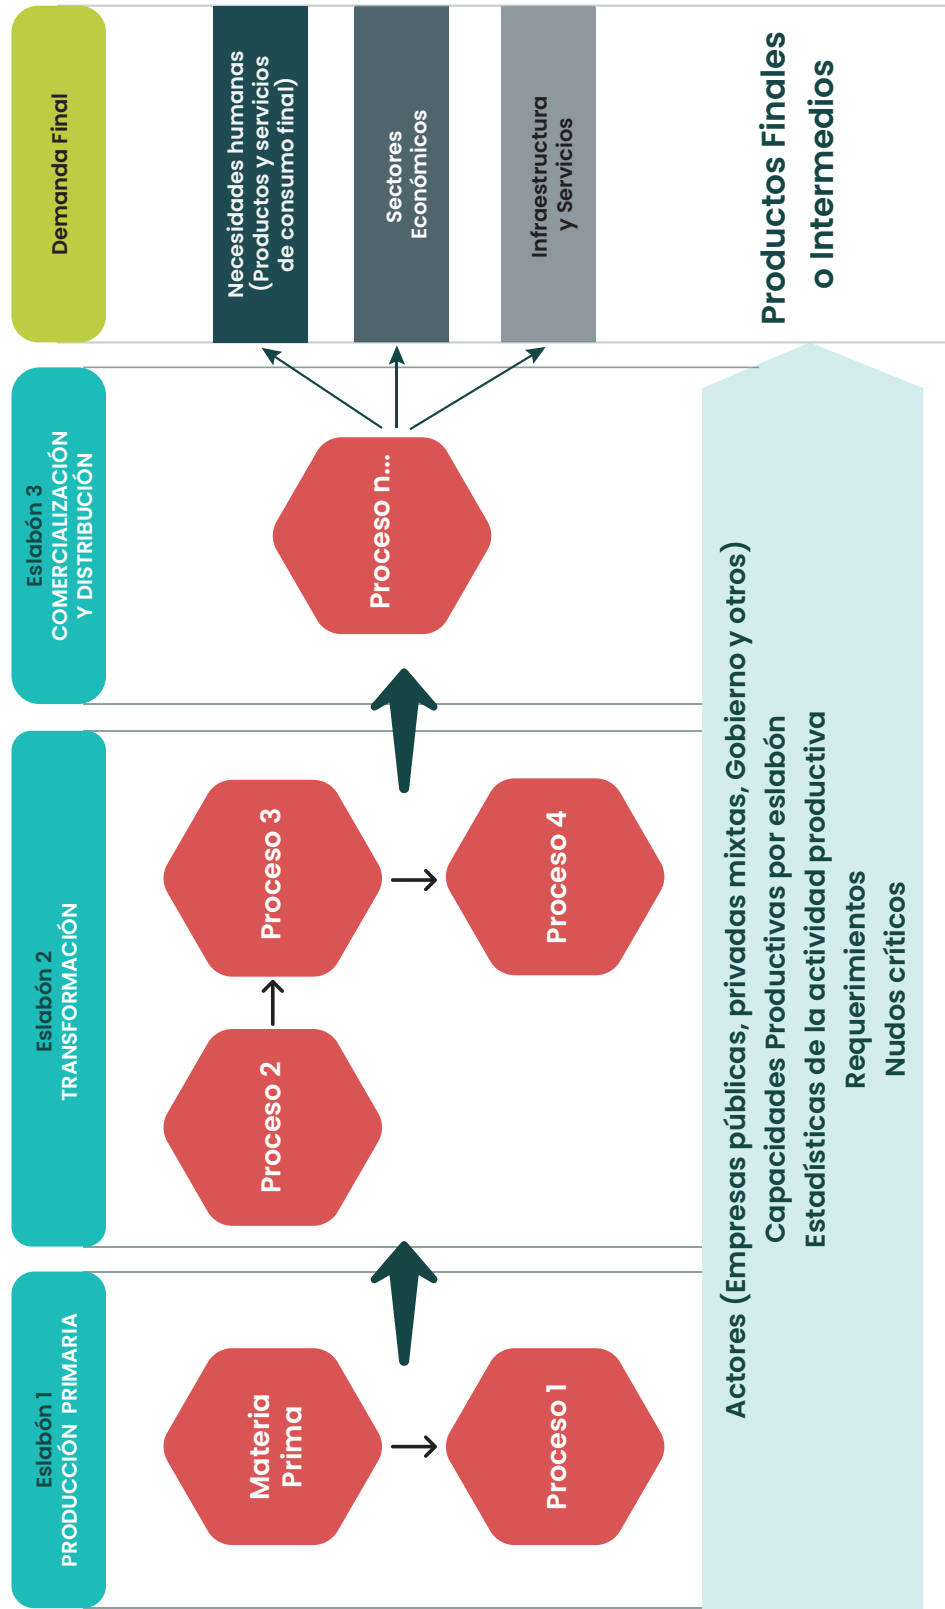 Eslabón 1
PRODUCCIÓN PRIMARIA
Materia
Prima
Proceso 1
Eslabón 2
TRANSFORMACIÓN
Proceso 2
Proceso 3
Proceso 4
Eslabón 3
COMERCIALIZACIÓN
Y DISTRIBUCIÓN
Proceso n...
Demanda Final
Necesidades humanas
(Productos y servicios
de consumo final)
Sectores
Económicos
Infraestructura
y Servicios
Actores (Empresas públicas, privadas mixtas, Gobierno y otros)
Capacidades Productivas por eslabón
Estadísticas de la actividad productiva
Requerimientos
Nudos críticos
Productos Finales
o Intermedios